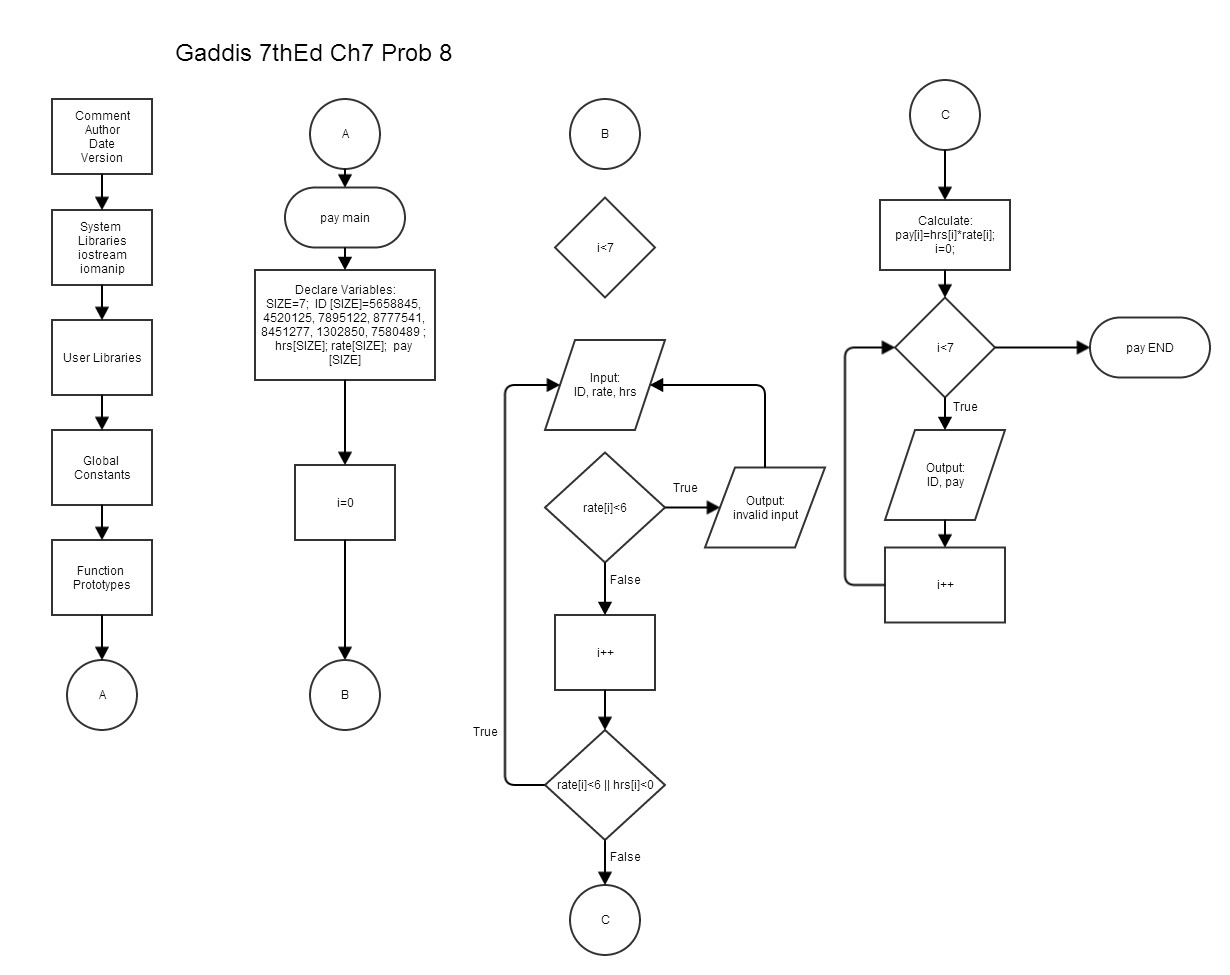 Gaddis 7thEd Ch7 Prob 8
Comment
Author
Date
Version
System
Libraries
iostream
iomanip
User Libraries
Global
Constants
Function
Prototypes
A
A
pay main
Declare Variables:
SIZE=7; ID [SIZE]=5658845,
4520125, 7895122, 8777541,
8451277, 1302850, 7580489 ;
hrs[SIZE]; rate[SIZE]; pay
[SIZE]
i=0
B
B
i<7
Input:
ID, rate, hrs
rate[i]<6
True
Output:
invalid input
False
i++
True
rate[i]<6 || hrs[i]<0
False
C
C
Calculate:
pay[i]=hrs[i]*rate[i];
i=0;
i<7
pay END
True
Output:
ID, pay
i++